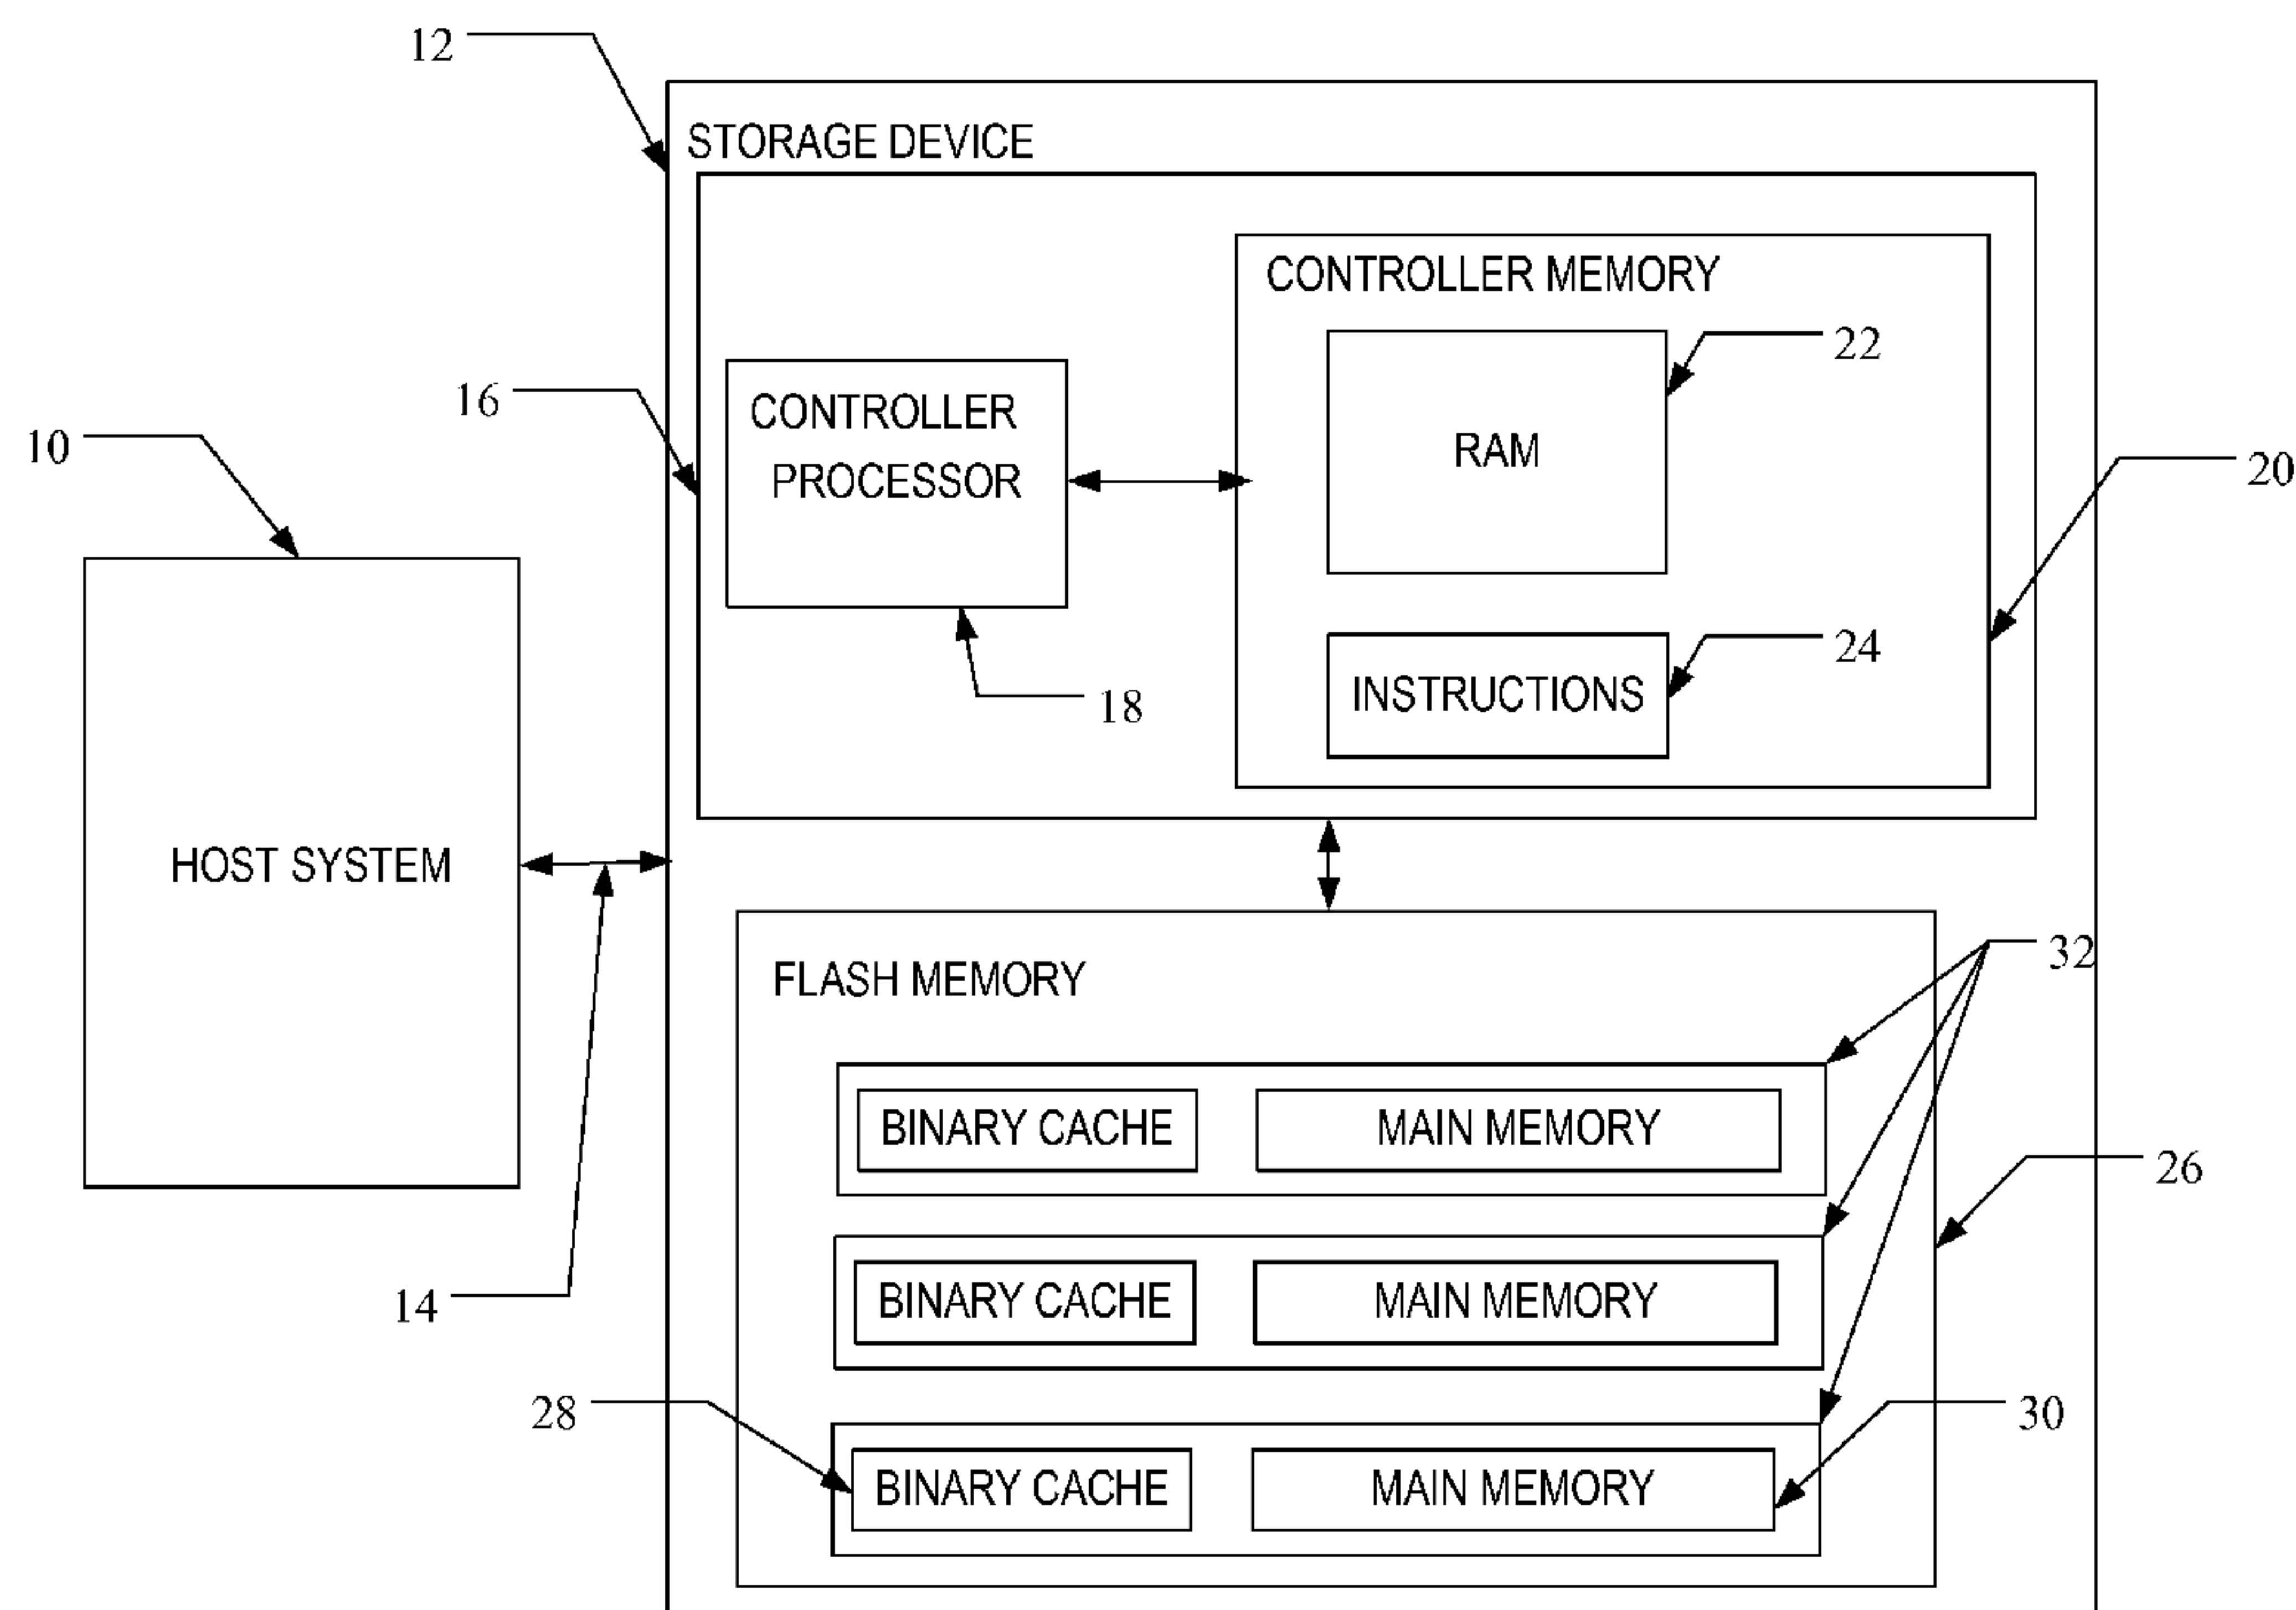 12
STORAGE DEVICE
CONTROLLER MEMORY
22
16
CONTROLLER
PROCESSOR
RAM
10
20
24
INSTRUCTIONS
18
HOST SYSTEM
32
FLASH MEMORY
BINARY CACHE MAIN MEMORY
26
BINARY CACHE MAIN MEMORY
14
28
30
BINARY CACHE MAIN MEMORY